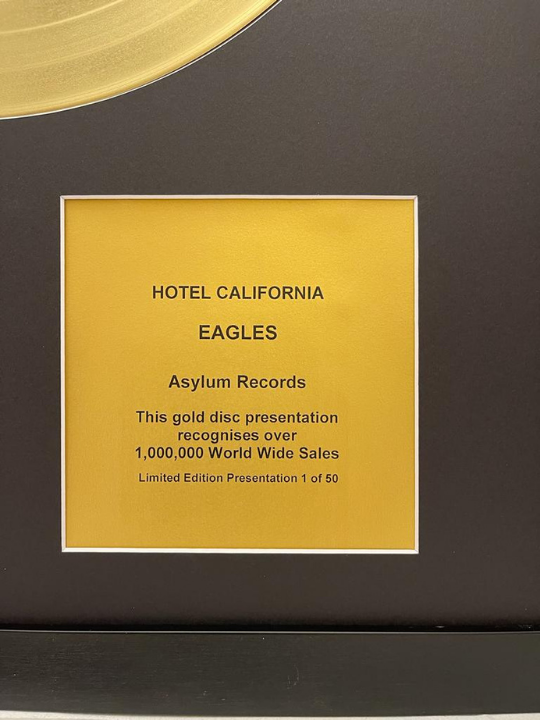 HOTEL CALIFORNIA
EAGLES
Asylum Records
This gold disc presentation
recognises over
1,000,000 World Wide Sales
Limited Edition Presentation 1 of 50